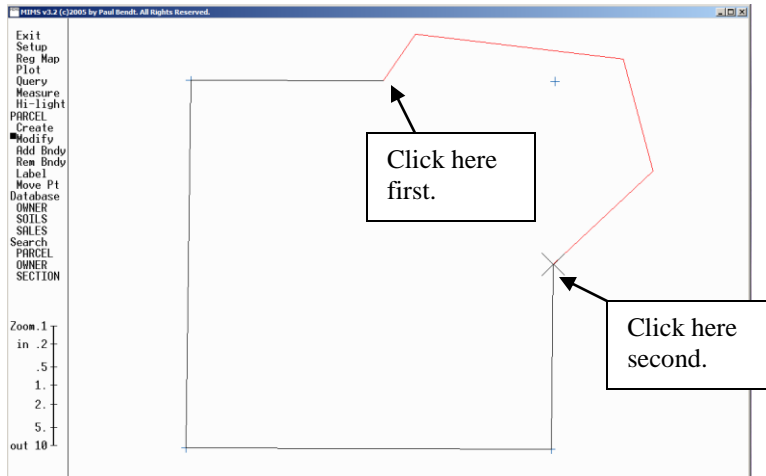 MIMS v3.2 (c)2005 by Paul Bendt. All Rights Reserved.
Exit
Setup
Reg Map
Plot
Query
Measure
Hi-light
PARCEL
Create
Modify
Add Bndy
Rem Bndy
Label
Move Pt
Database
OWNER
SOILS
SALES
Search
PARCEL
OWNER
SECTION
Zoom.1
in .2
.5
1.
2.
5.
out 10
Click here
first.
Click here
second.